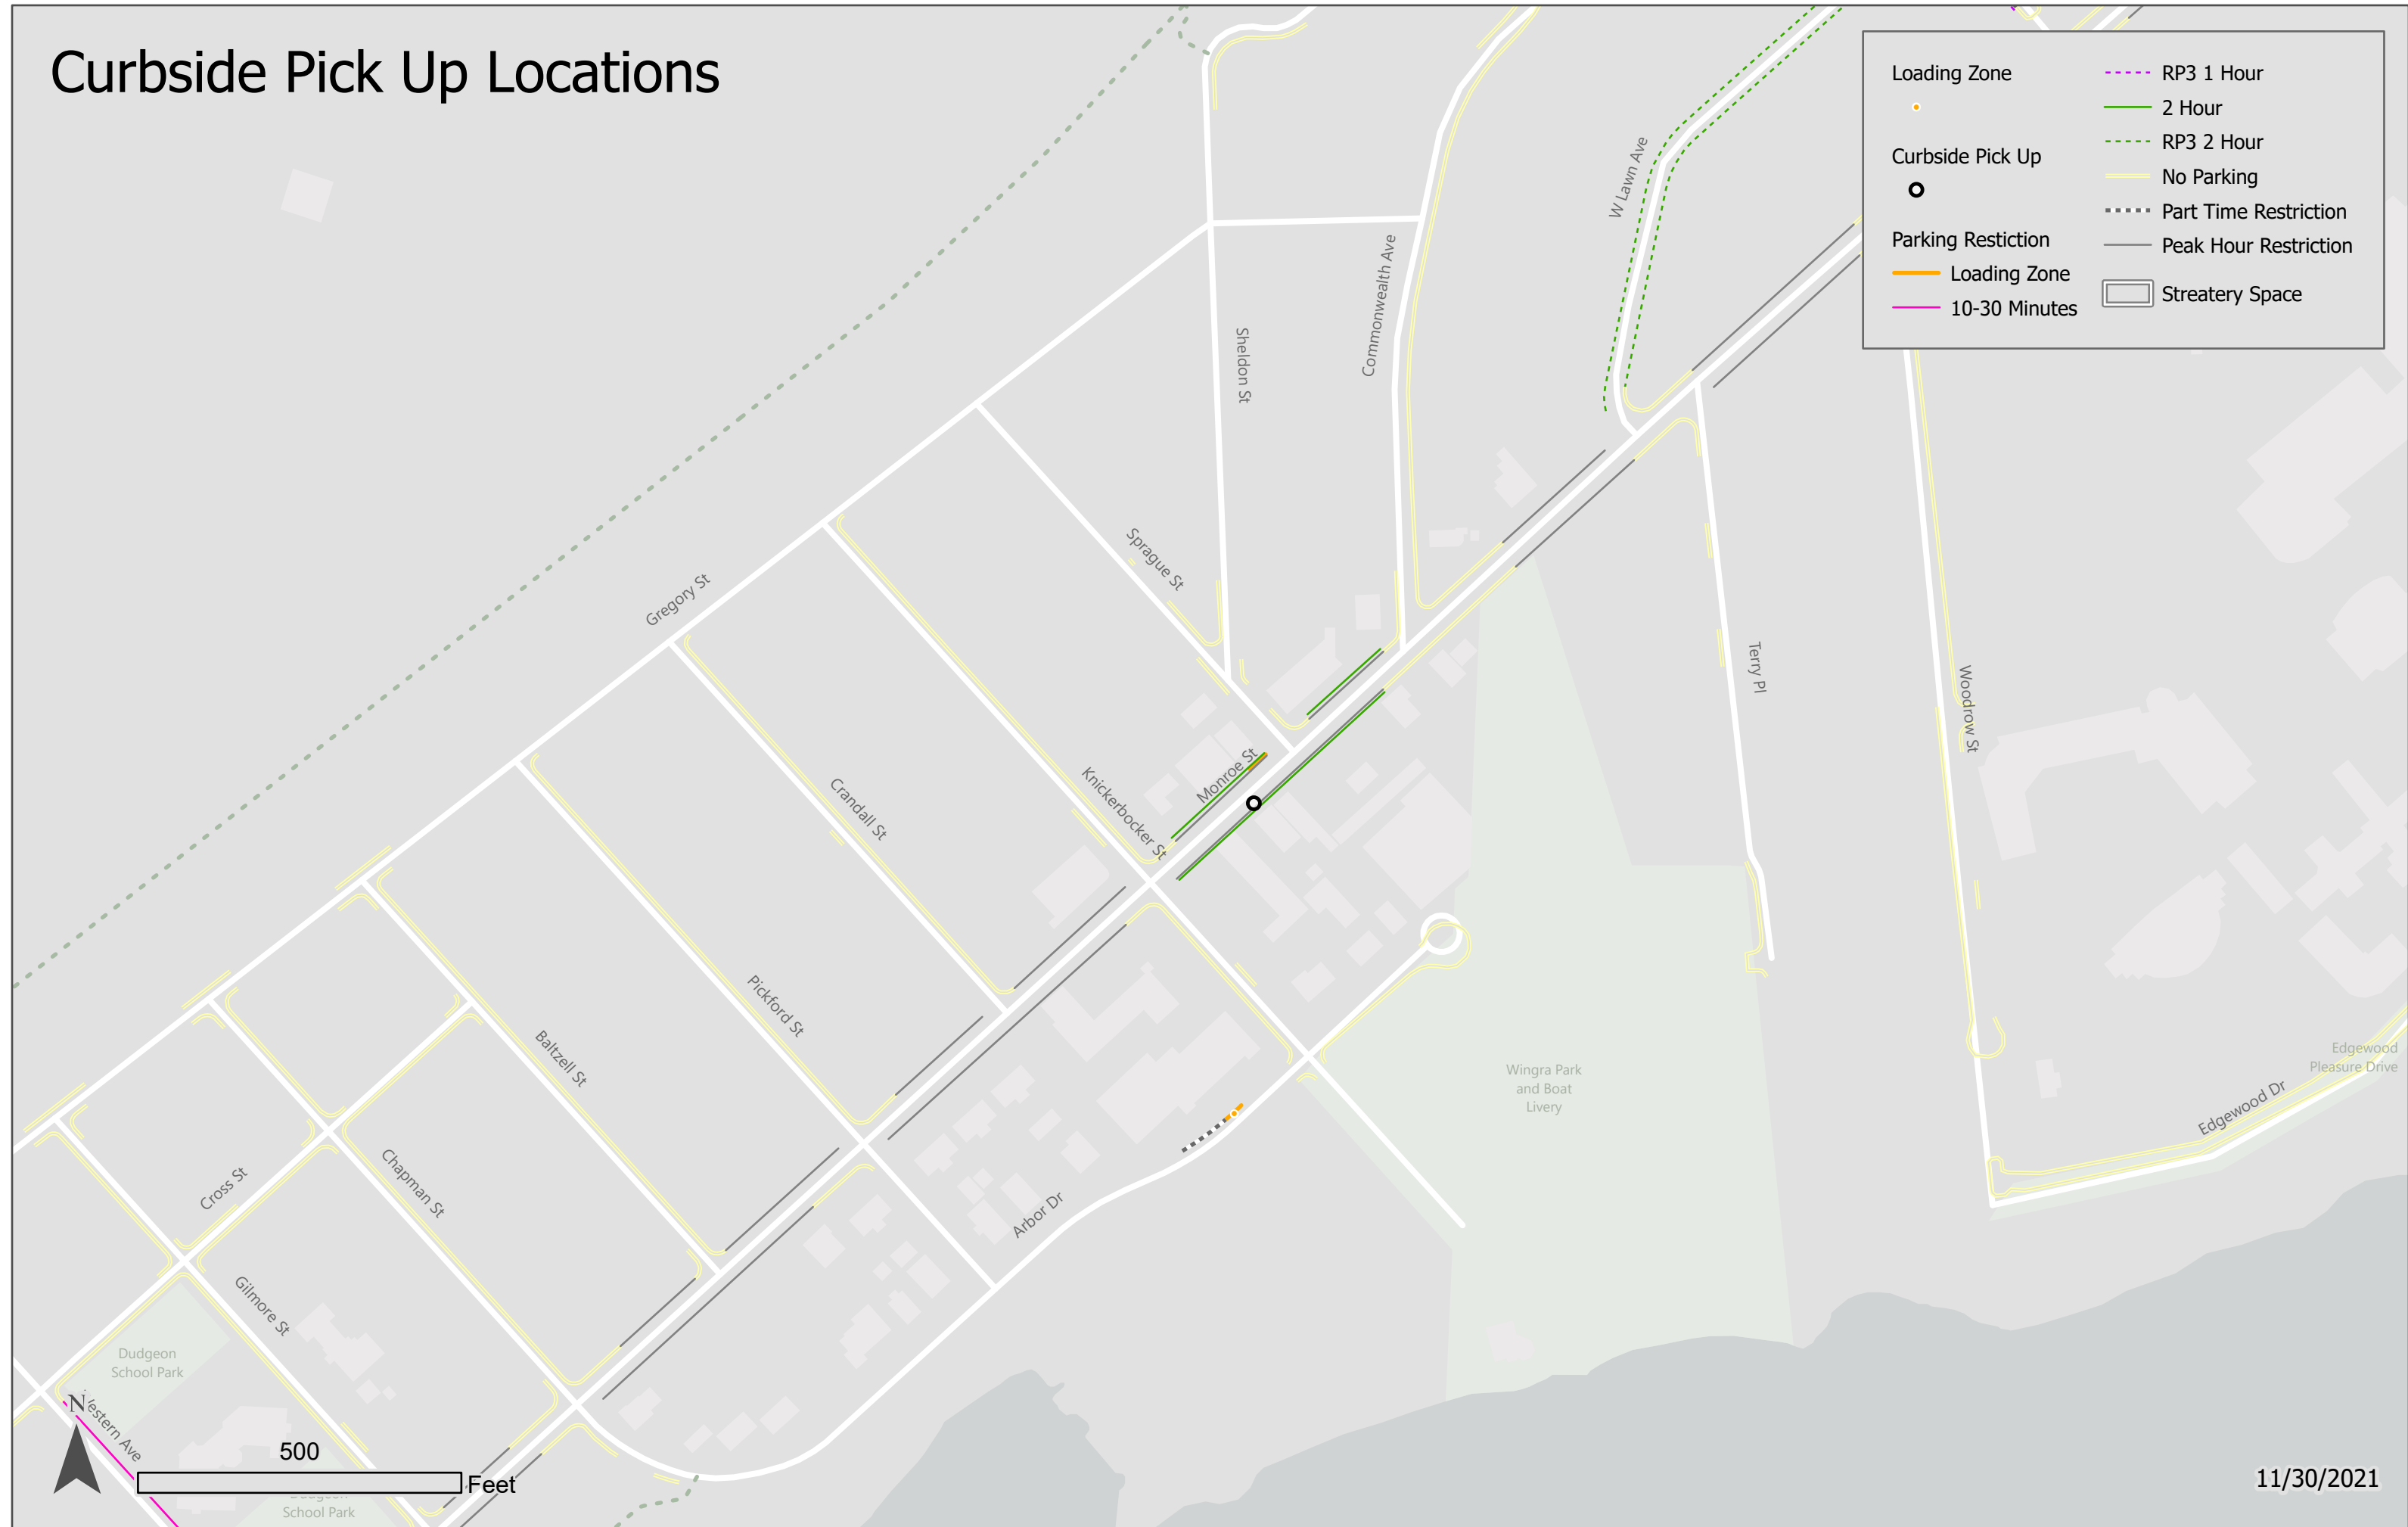 Curbside Pick Up Locations
Loading Zone
Curbside Pick Up
Parking Restiction
Loading Zone
10-30 Minutes
RP3 1 Hour
2 Hour
RP3 2 Hour
No Parking
Part Time Restriction
Peak Hour Restriction
Streatery Space
W Lawn Ave
Commonwealth Ave
Sheldon St
Sprague St
Gregory St
Terry Pl
Woodrow St
Monroe St
Knickerbocker St
Crandall St
Pickford St
Baltzell St
Chapman St
Cross St
Gilmore St
Arbor Dr
Wingra Park
and Boat
Livery
Edgewood
Pleasure Drive
Edgewood Dr
Dudgeon
School Park
N
Western Ave
500
Feet
School Park
11/30/2021